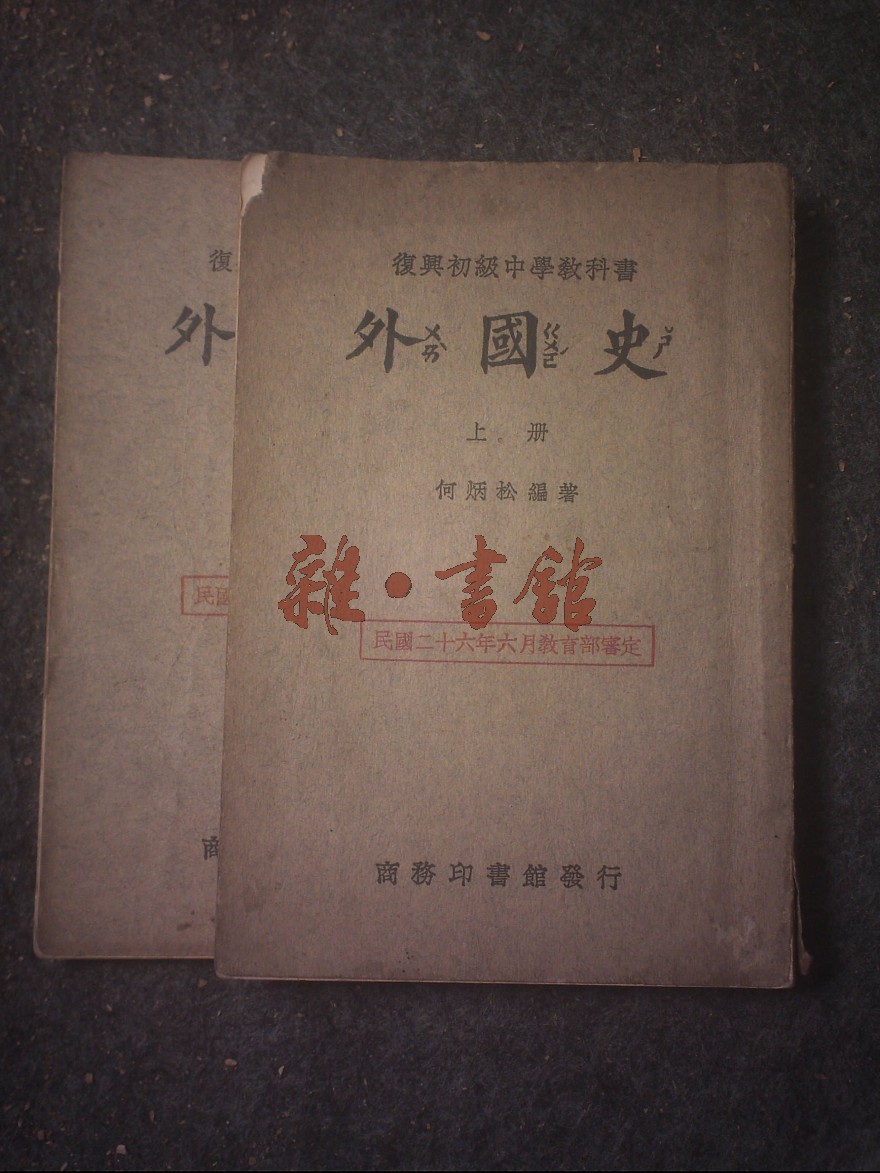 復興初級中學教科書
外ㄨㄞˋ國ㄍㄨㄛˊ史ㄕˇ
上册
何炳松編著
雜·書館
民國二十六年六月教育部審定
商務印書館發行
復
外
民國
商